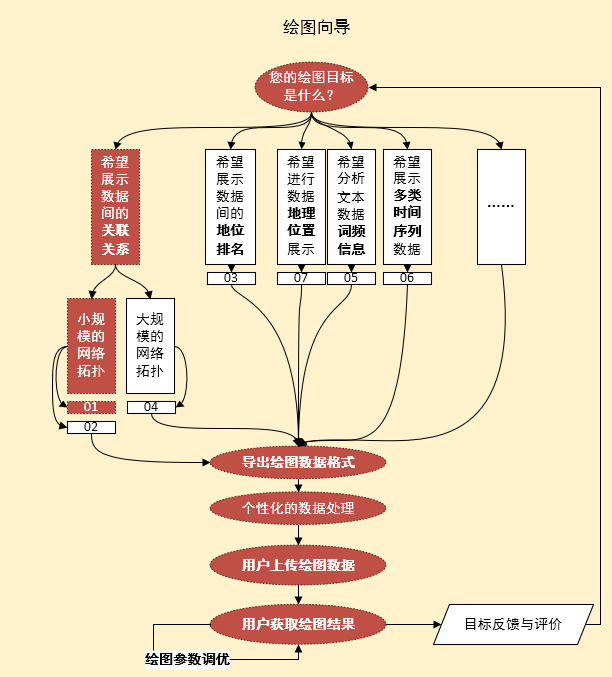 绘图向导
您的绘图目标
是什么？
希望
展示
数据
间的
关联
关系
希望
展示
数据
间的
地位
排名
希望
进行
数据
地理
位置
展示
希望
分析
文本
数据
词频
信息
希望
展示
多类
时间
序列
数据
……
03
07
05
06
小规
模的
网络
拓扑
大规
模的
网络
拓扑
01
04
02
导出绘图数据格式
个性化的数据处理
用户上传绘图数据
用户获取绘图结果
目标反馈与评价
绘图参数调优